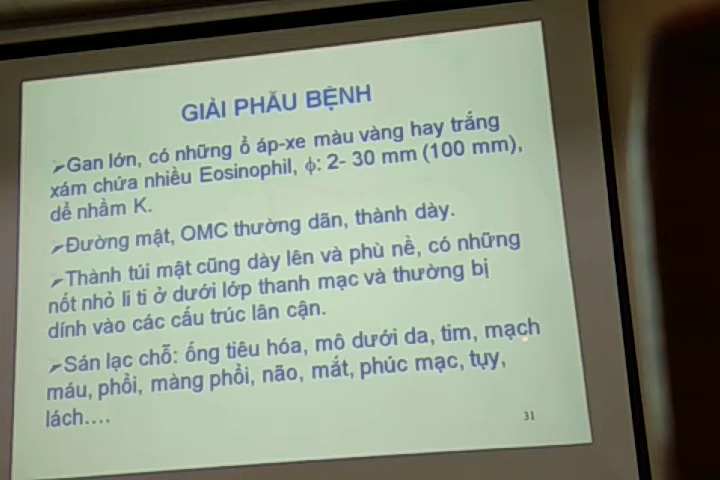 GIẢI PHẪU BỆNH
➢Gan lớn, có những ổ áp-xe màu vàng hay trắng
xám chứa nhiều Eosinophil, ϕ: 2- 30 mm (100 mm),
dễ nhầm K.
➢Đường mật, OMC thường dãn, thành dày.
➢Thành túi mật cũng dày lên và phù nề, có những
nốt nhỏ li ti ở dưới lớp thanh mạc và thường bị
dính vào các cấu trúc lân cận.
➢Sán lạc chỗ: ống tiêu hóa, mô dưới da, tim, mạch
máu, phổi, màng phổi, não, mắt, phúc mạc, tụy,
lách....
31